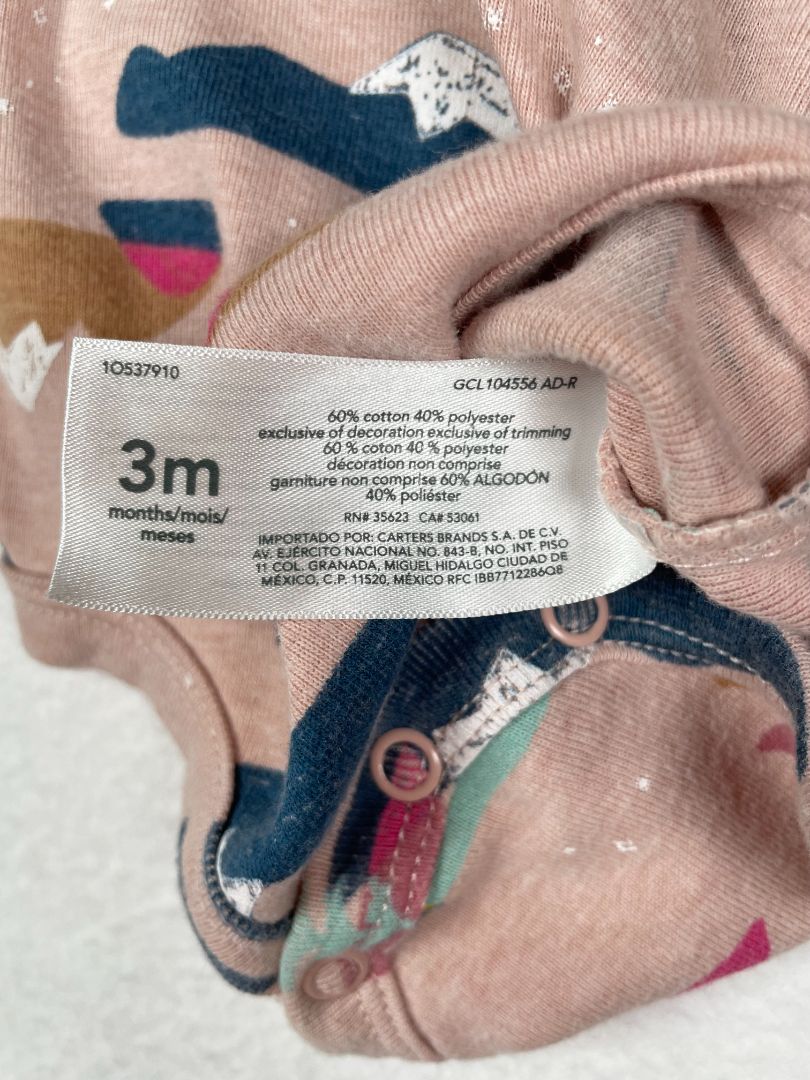 1O537910
GCL104556 AD-R
3m
months/mois/
meses
60% cotton 40% polyester
exclusive of decoration exclusive of trimming
60 % coton 40 % polyester
décoration non comprise
garniture non comprise 60% ALGODÓN
40% poliéster
RN# 35623 CA# 53061
IMPORTADO POR: CARTERS BRANDS S.A. DE C.V.
AV. EJÉRCITO NACIONAL NO. 843-B, NO. INT. PISO
11 COL. GRANADA, MIGUEL HIDALGO CIUDAD DE
MÉXICO, C.P. 11520, MÉXICO RFC IBB7712286Q8